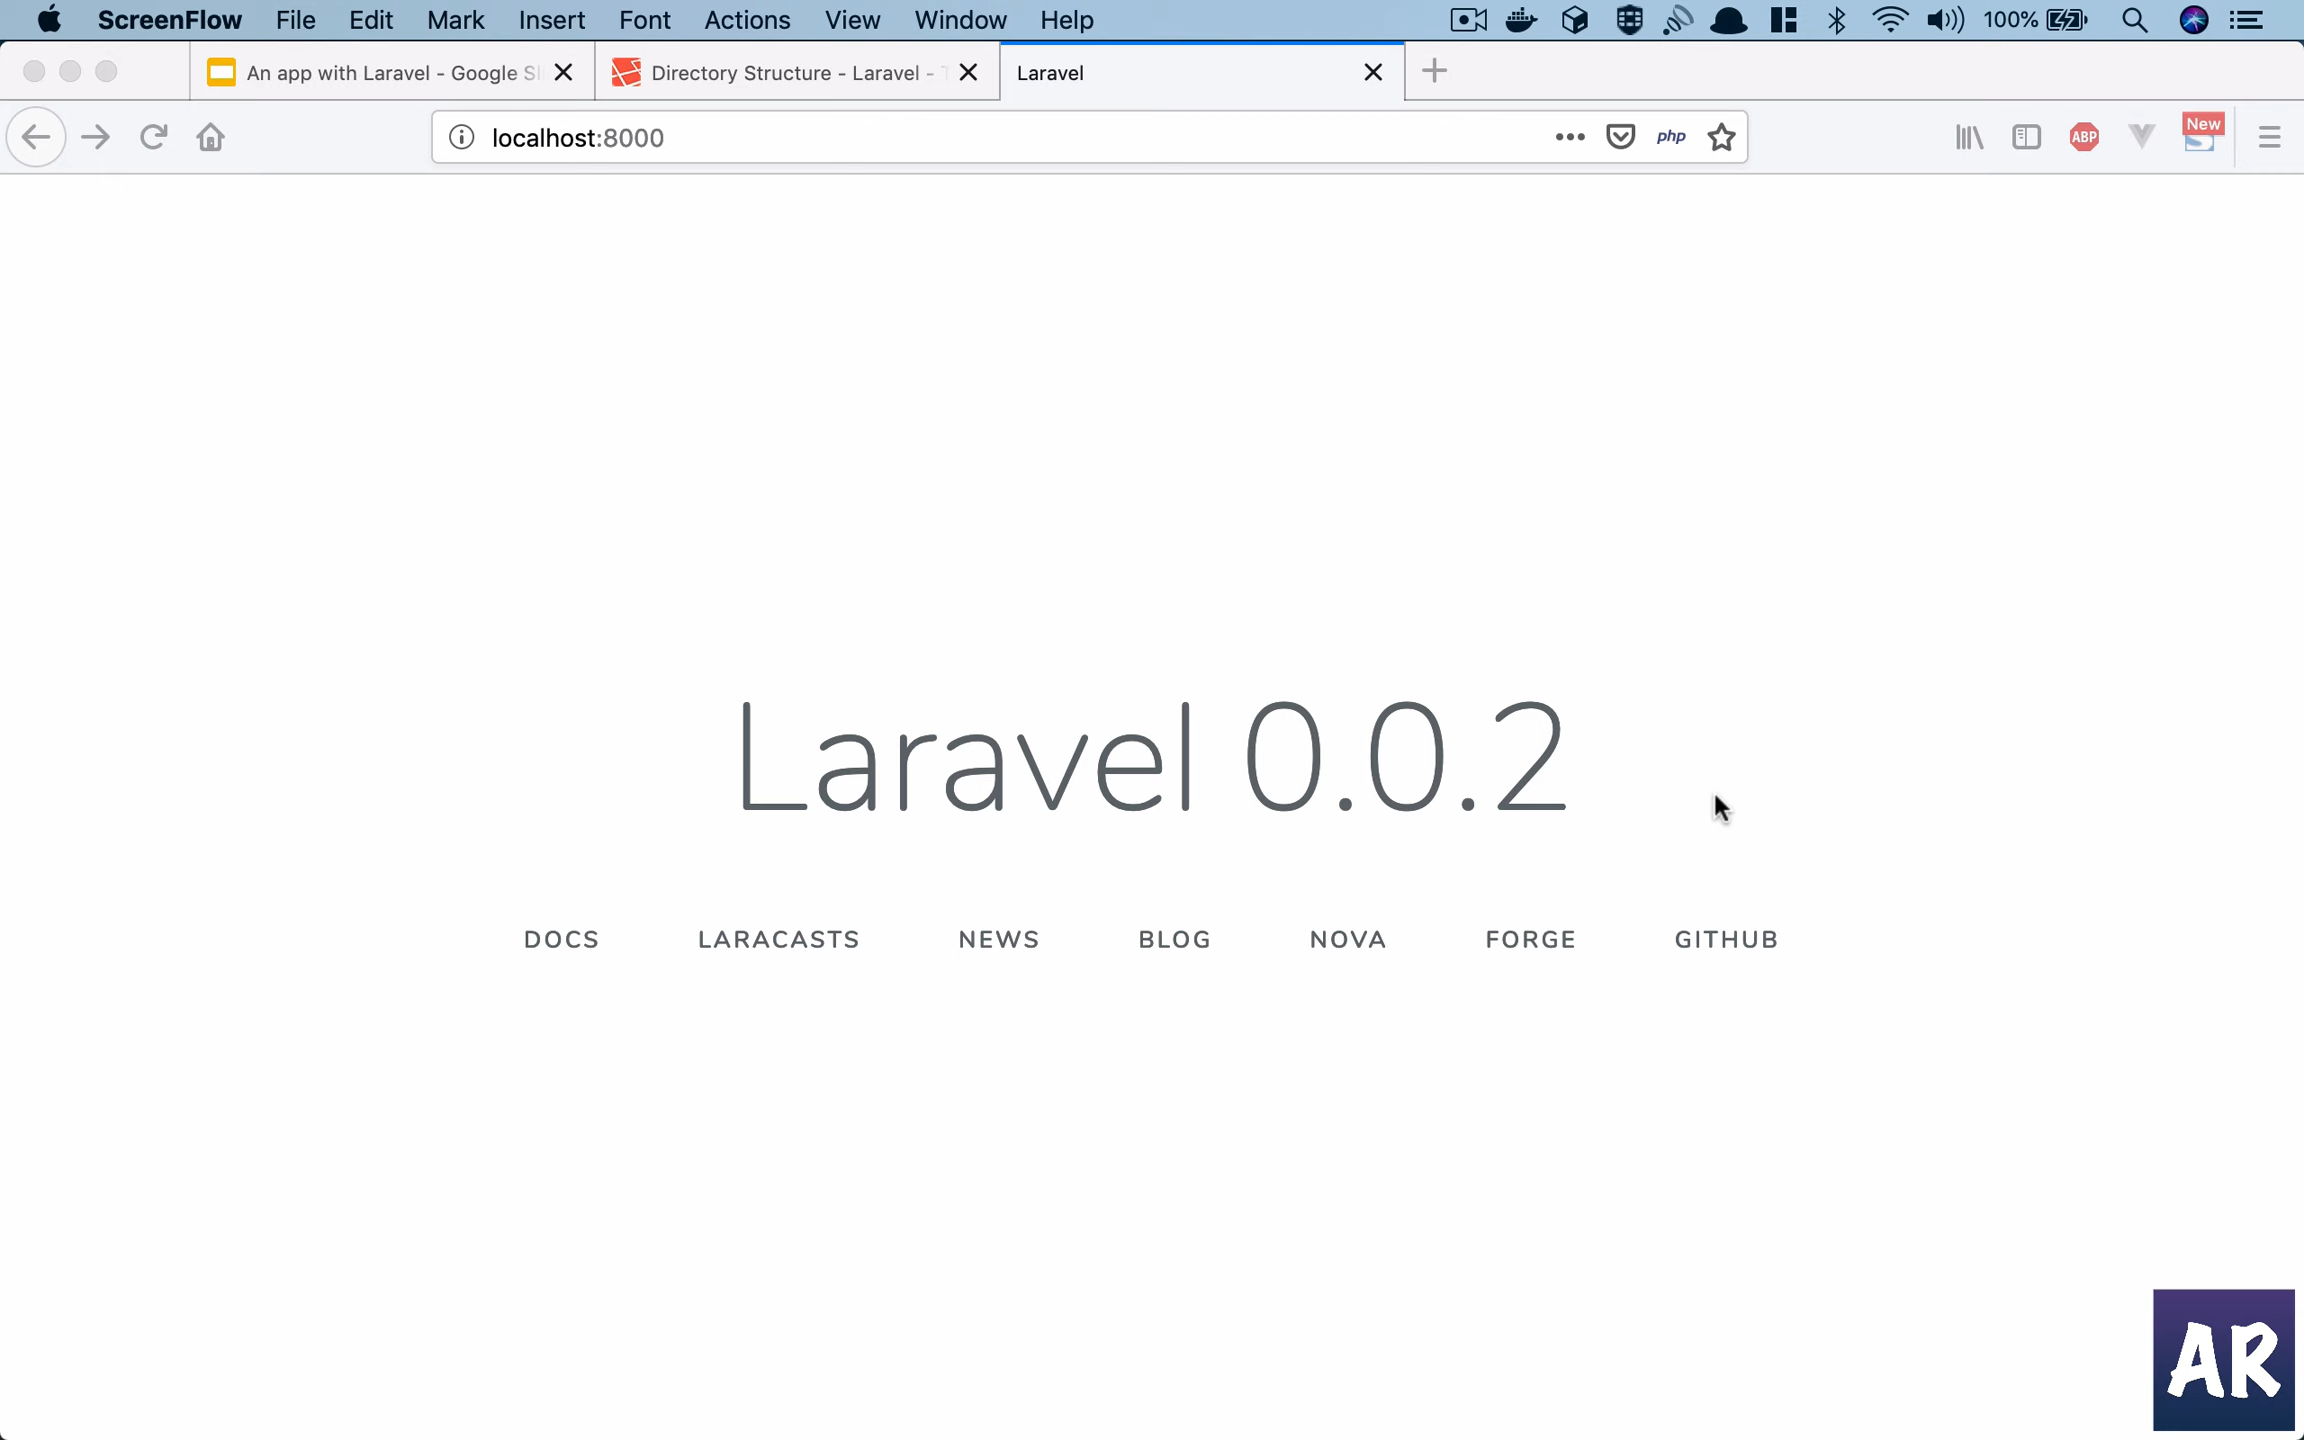 ScreenFlow File Edit Mark Insert Font Actions View Window Help 100%
An app with Laravel - Google Sl
Directory Structure - Laravel -
Laravel
localhost:8000
php
ABP
New
Laravel 0.0.2
DOCS LARACASTS NEWS BLOG NOVA FORGE GITHUB
AR